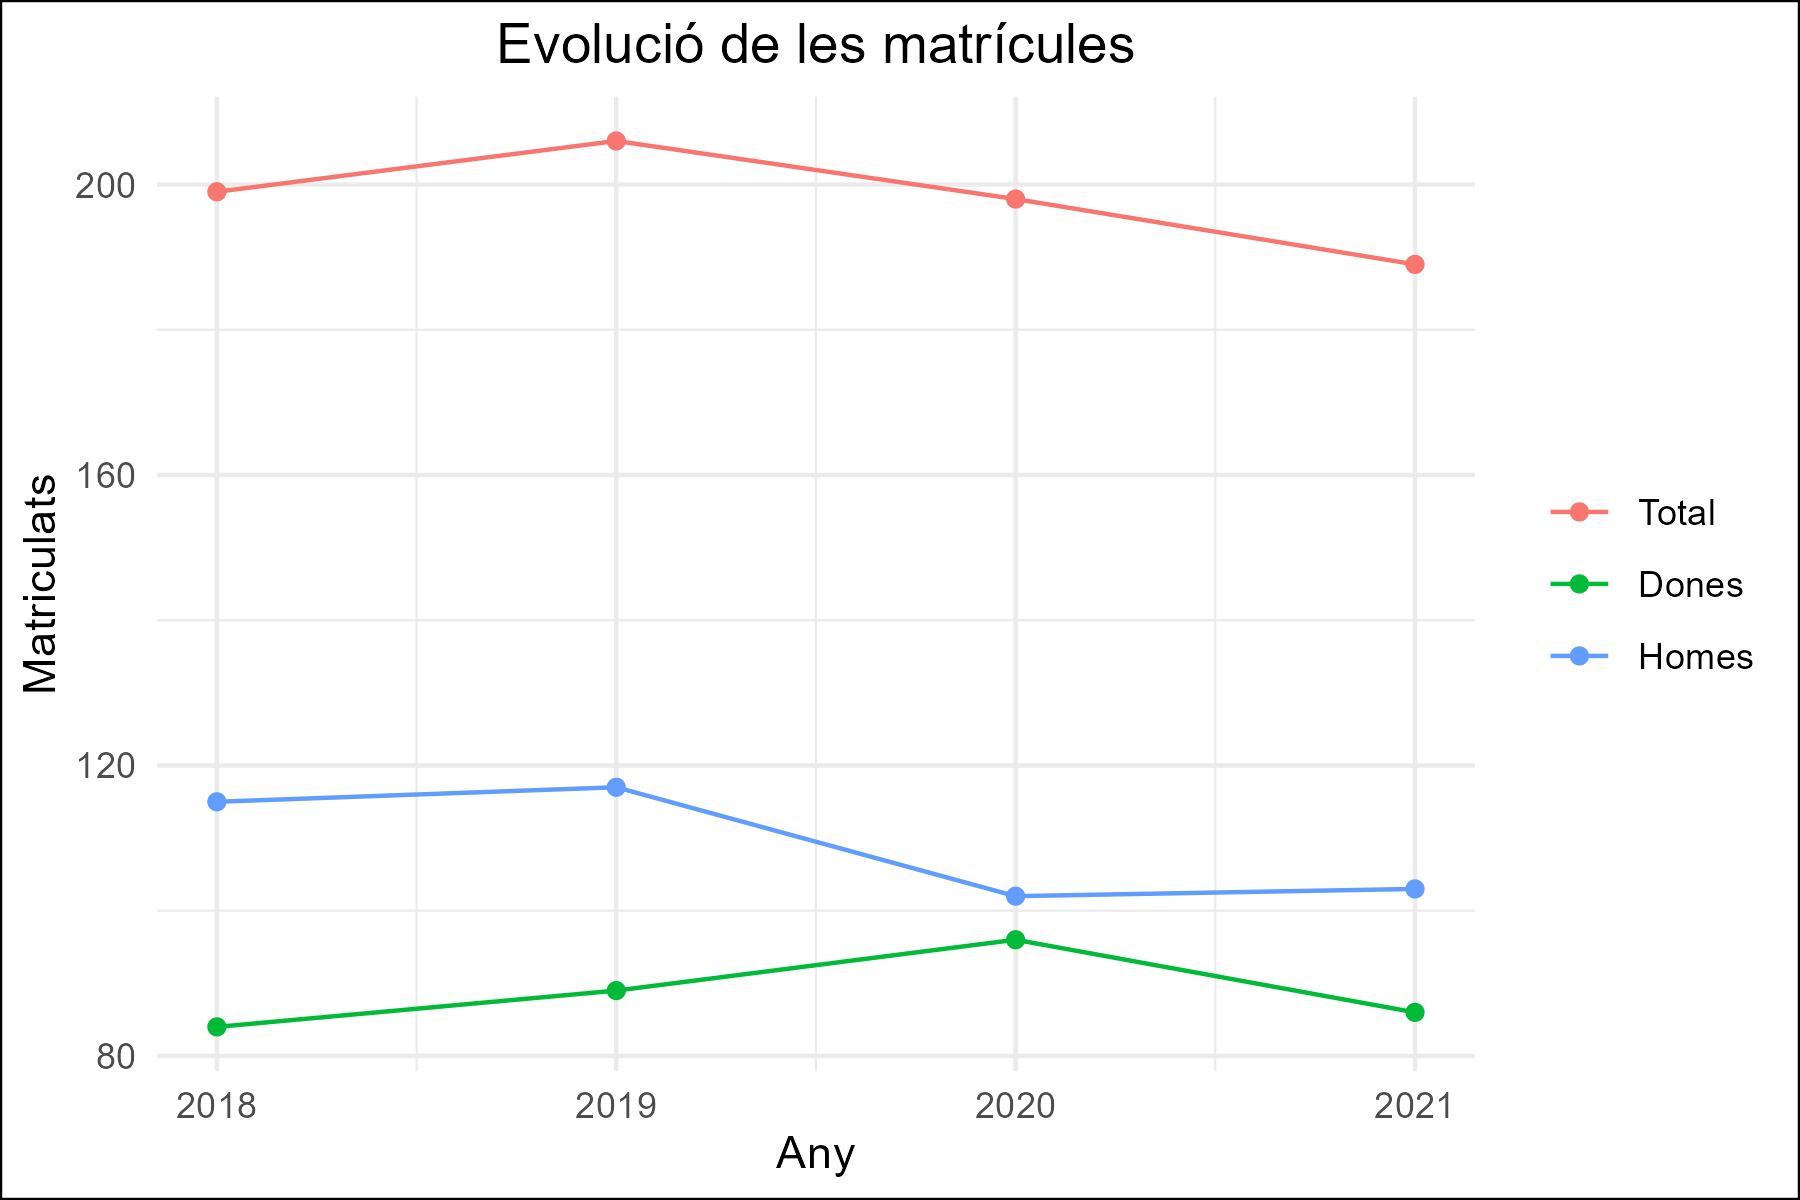 Evolució de les matrícules
Matriculats
200
160
120
80
2018
2019
2020
2021
Any
Total
Dones
Homes